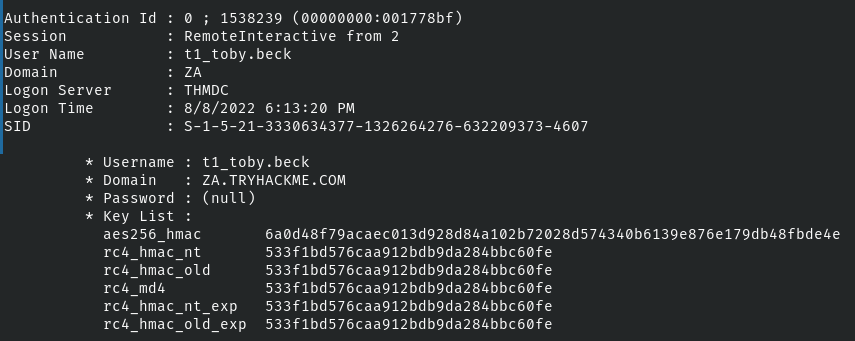 Authentication Id : 0 ; 1538239 (00000000:001778bf)
Session           : RemoteInteractive from 2
User Name         : t1_toby.beck
Domain            : ZA
Logon Server      : THMDC
Logon Time        : 8/8/2022 6:13:20 PM
SID               : S-1-5-21-3330634377-1326264276-632209373-4607
* Username : t1_toby.beck
* Domain   : ZA.TRYHACKME.COM
* Password : (null)
* Key List :
aes256_hmac       6a0d48f79acaec013d928d84a102b72028d574340b6139e876e179db48fbde4e
rc4_hmac_nt       533f1bd576caa912bdb9da284bbc60fe
rc4_hmac_old      533f1bd576caa912bdb9da284bbc60fe
rc4_md4           533f1bd576caa912bdb9da284bbc60fe
rc4_hmac_nt_exp   533f1bd576caa912bdb9da284bbc60fe
rc4_hmac_old_exp  533f1bd576caa912bdb9da284bbc60fe